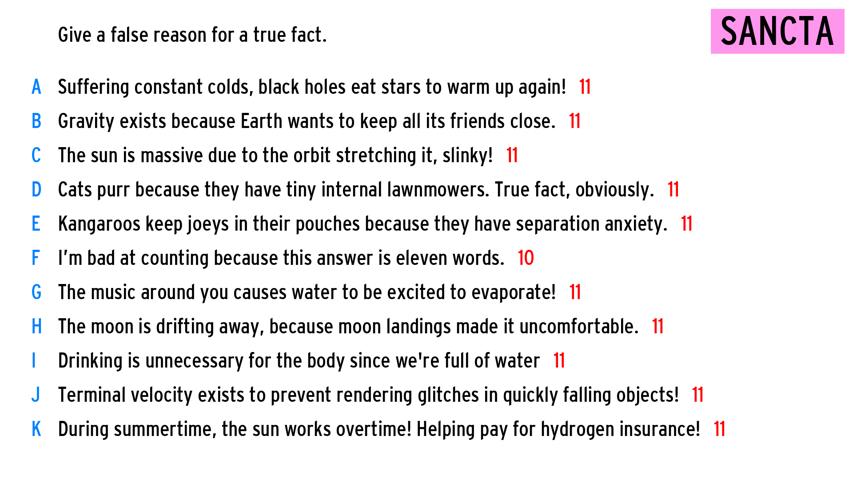 Give a false reason for a true fact.
SANCTA
A Suffering constant colds, black holes eat stars to warm up again! 11
B Gravity exists because Earth wants to keep all its friends close. 11
C The sun is massive due to the orbit stretching it, slinky! 11
D Cats purr because they have tiny internal lawnmowers. True fact, obviously. 11
E Kangaroos keep joeys in their pouches because they have separation anxiety. 11
F I'm bad at counting because this answer is eleven words. 10
G The music around you causes water to be excited to evaporate! 11
H The moon is drifting away, because moon landings made it uncomfortable. 11
I Drinking is unnecessary for the body since we're full of water 11
J Terminal velocity exists to prevent rendering glitches in quickly falling objects! 11
K During summertime, the sun works overtime! Helping pay for hydrogen insurance! 11